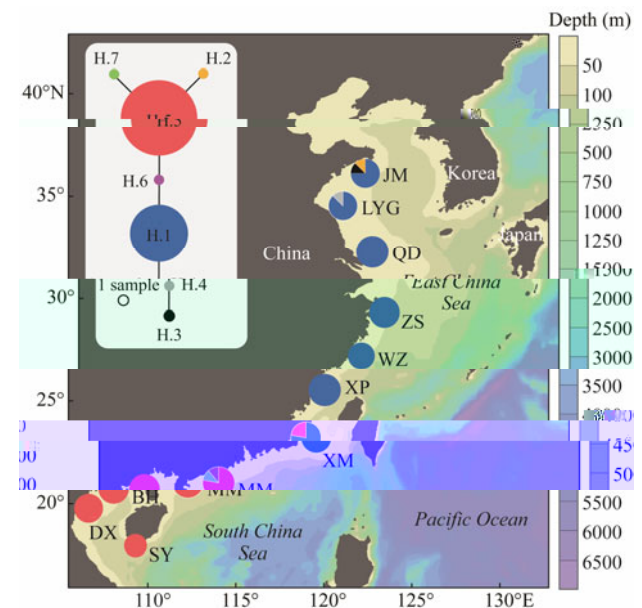 Depth (m)
H.7
H.2
40°N
50
100
H.5
250
500
JM
Korea
750
H.6
35°
LYG
1000
H.1
China
QD
Japan
1250
1 sample
H.4
East China
Sea
30°
2000
H.3
ZS
2500
WZ
3000
XP
3500
25°
XM
MM
BH
20°
5500
DX
South China
Sea
Pacific Ocean
6000
SY
6500
110°
120°
130°E